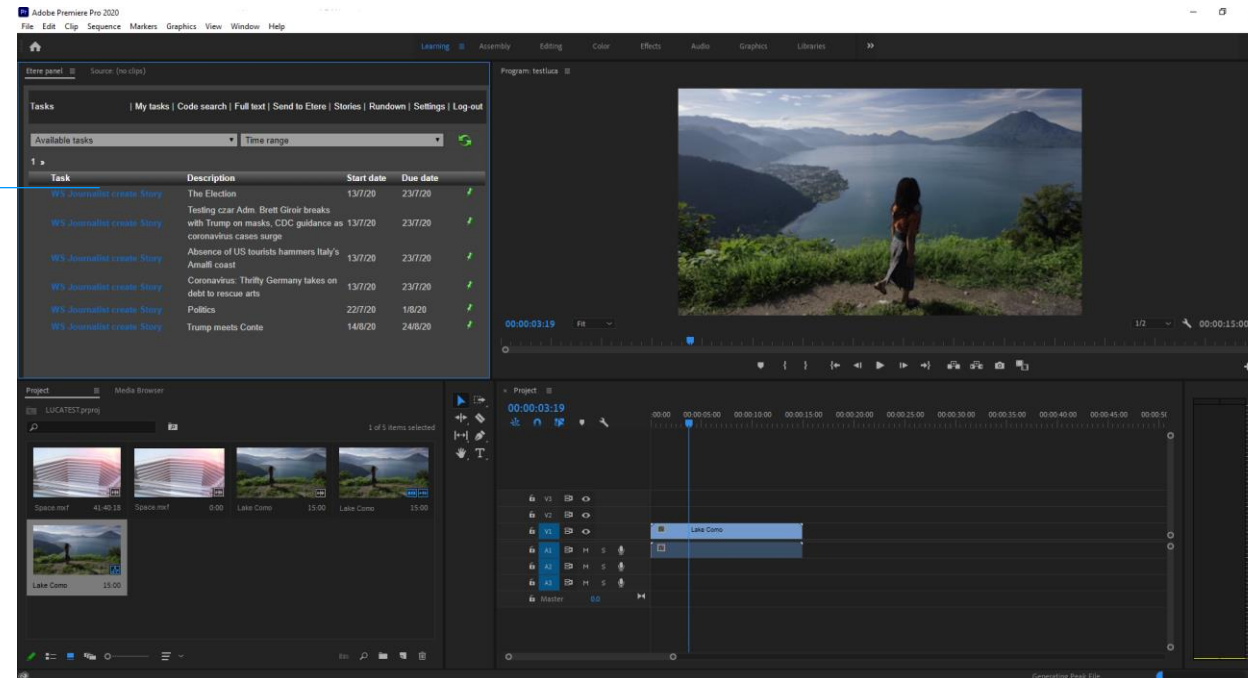 Adobe Premiere Pro 2020
File Edit Clip Sequence Markers Graphics View Window Help
Learning Assembly Editing Color Effects Audio Graphics Libraries
Etere panel Source: (no clips)
Program: testluca
Tasks | My tasks | Code search | Full text | Send to Etere | Stories | Rundown | Settings | Log-out
Available tasks Time range
1 »
Task Description Start date Due date
WS Journalist create Story The Election 13/7/20 23/7/20
Testing czar Adm. Brett Giroir breaks
WS Journalist create Story with Trump on masks, CDC guidance as 13/7/20 23/7/20
coronavirus cases surge
WS Journalist create Story Absence of US tourists hammers Italy's 13/7/20 23/7/20
Amalfi coast
WS Journalist create Story Coronavirus: Thrifty Germany takes on 13/7/20 23/7/20
debt to rescue arts
WS Journalist create Story Politics 22/7/20 1/8/20
WS Journalist create Story Trump meets Conte 14/8/20 24/8/20
00:00:03:19 Fit 1/2 00:00:15:00
Project Media Browser
LUCATEST.prproj
1 of 5 items selected
Space.mxf 41:40:18 Space.mxf 0:00 Lake Como 15:00 Lake Como 15:00
Lake Como 15:00
× Project
00:00:03:19
:00:00 00:00:05:00 00:00:10:00 00:00:15:00 00:00:20:00 00:00:25:00 00:00:30:00 00:00:35:00 00:00:40:00 00:00:45:00 00:00:5(
V3
V2
V1 Lake Como
A1 M S
A2 M S
A3 M S
Master 0.0
Generating Peak File